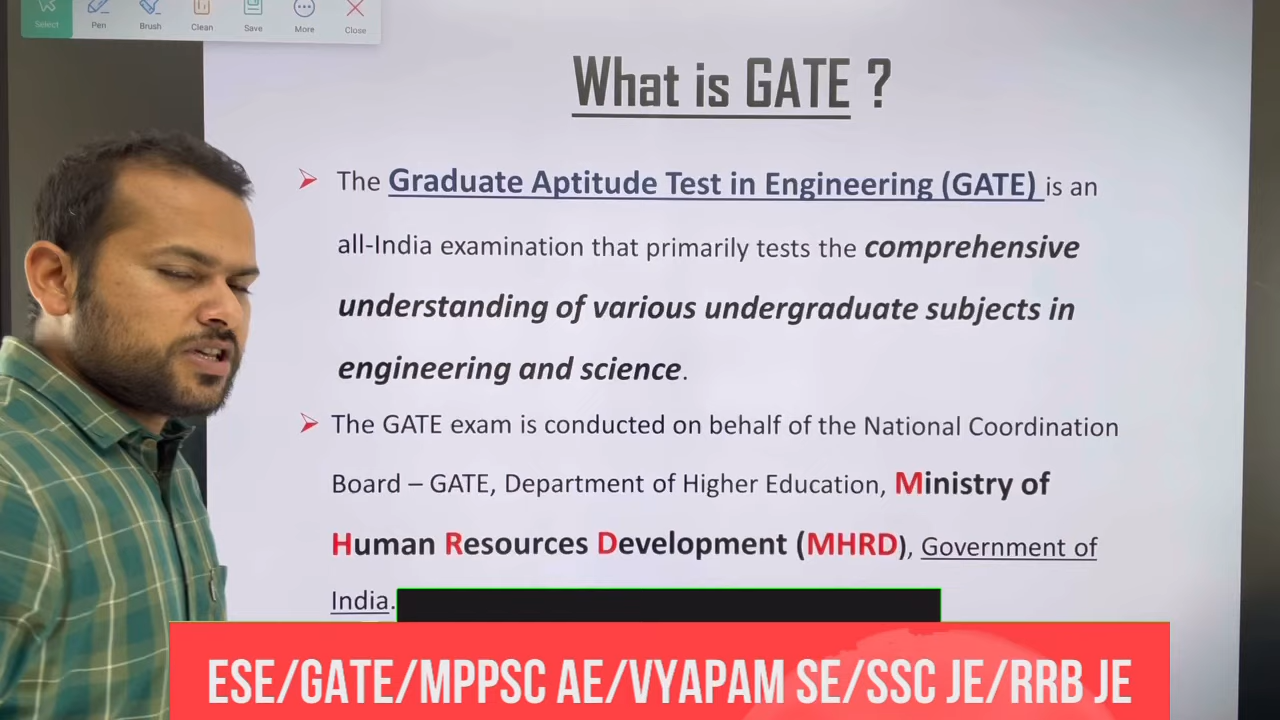 Select Pen Brush Clean Save More Close
What is GATE ?
The Graduate Aptitude Test in Engineering (GATE) is an
all-India examination that primarily tests the comprehensive
understanding of various undergraduate subjects in
engineering and science.
The GATE exam is conducted on behalf of the National Coordination
Board – GATE, Department of Higher Education, Ministry of
Human Resources Development (MHRD), Government of
India.
ESE/GATE/MPPSC AE/VYAPAM SE/SSC JE/RRB JE